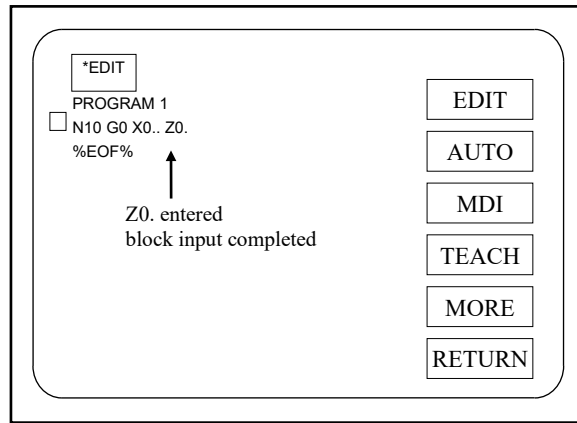 *EDIT
PROGRAM 1
N10 G0 X0.. Z0.
%EOF%
Z0. entered
block input completed
EDIT
AUTO
MDI
TEACH
MORE
RETURN